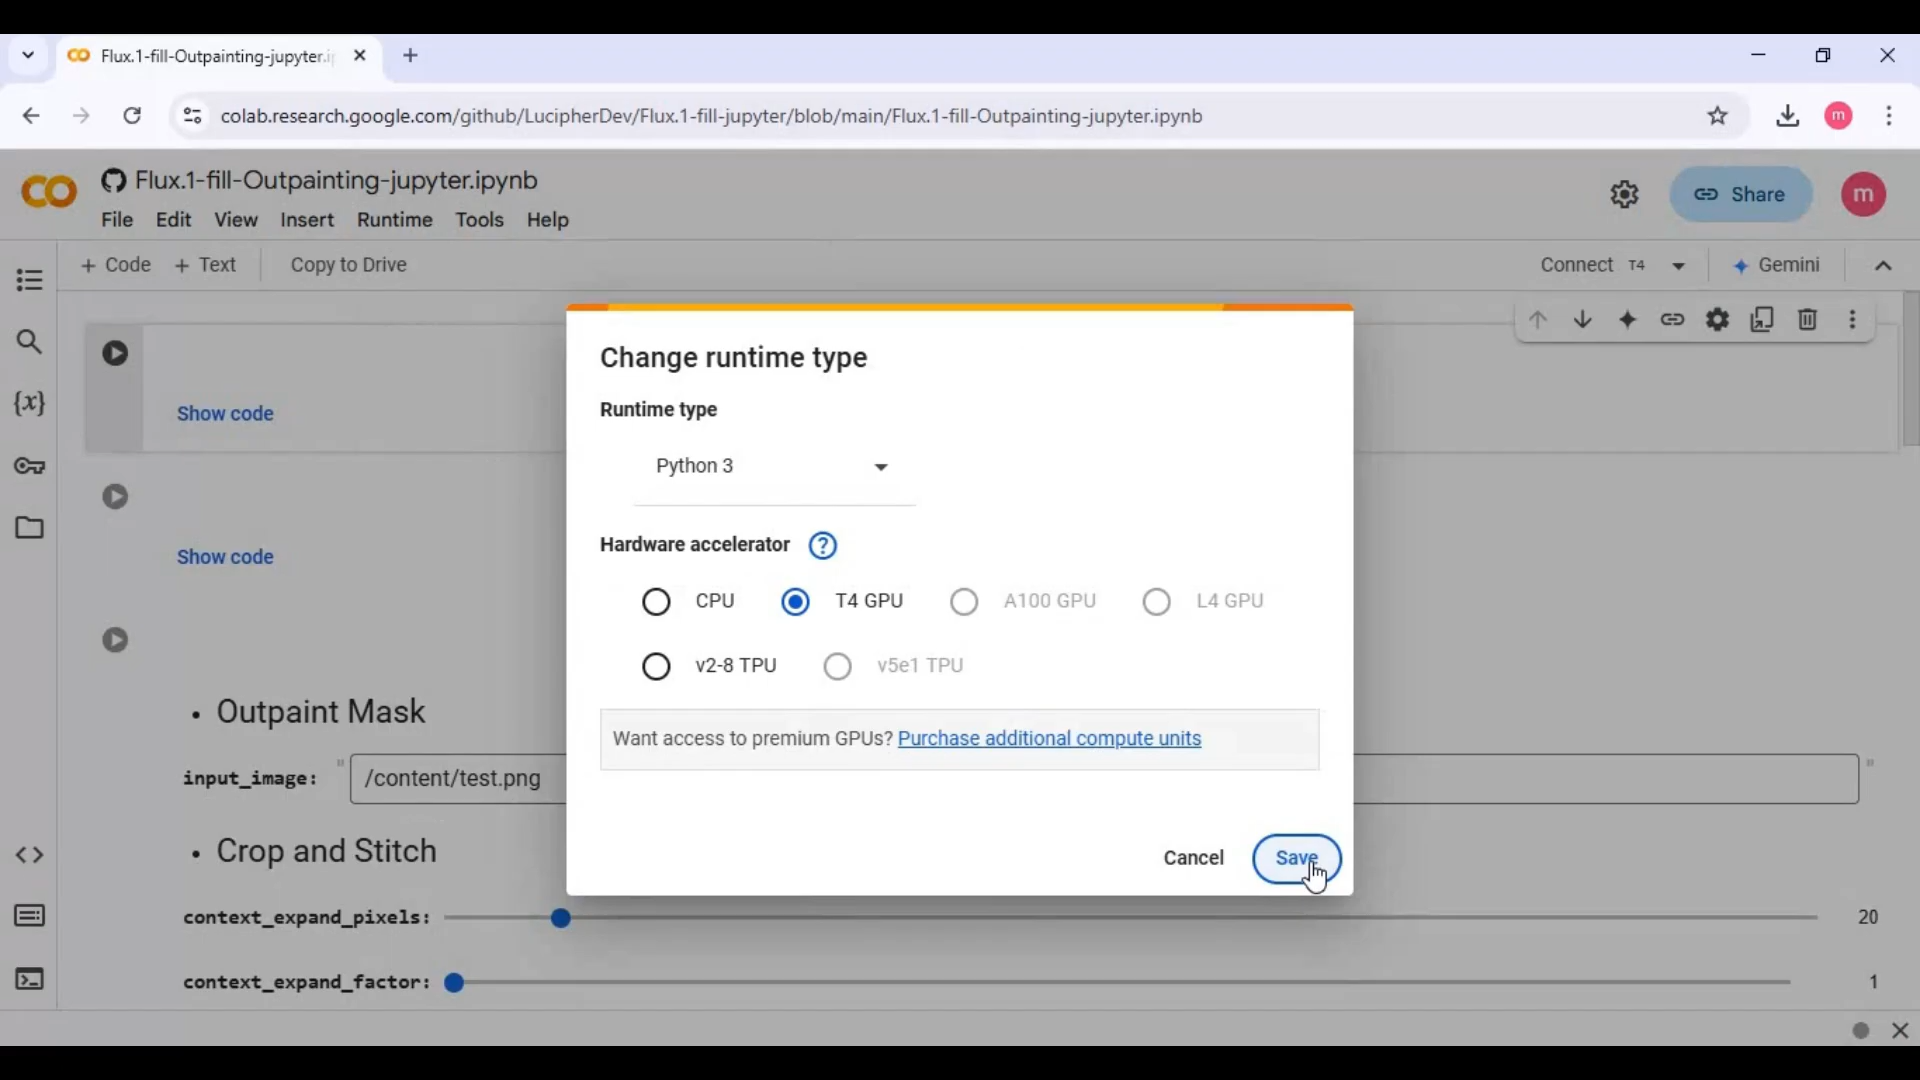 Flux.1-fill-Outpainting-jupyter.i
colab.research.google.com/github/LucipherDev/Flux.1-fill-jupyter/blob/main/Flux.1-fill-Outpainting-jupyter.ipynb
m
CO
Flux.1-fill-Outpainting-jupyter.ipynb
Share
m
File Edit View Insert Runtime Tools Help
+ Code + Text Copy to Drive
Connect T4
Gemini
Change runtime type
Runtime type
{x}
Show code
Python 3
Hardware accelerator ?
Show code
CPU T4 GPU A100 GPU L4 GPU
v2-8 TPU v5e1 TPU
• Outpaint Mask
Want access to premium GPUs? Purchase additional compute units
input_image: " /content/test.png "
• Crop and Stitch
Cancel Save
context_expand_pixels: 20
context_expand_factor: 1